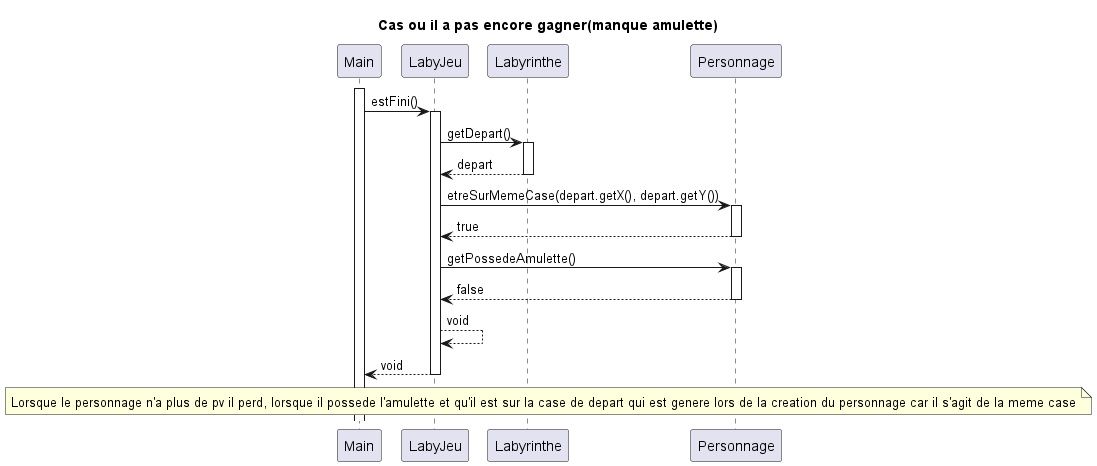 Cas ou il a pas encore gagner(manque amulette)
Main LabyJeu Labyrinthe Personnage
estFini()
getDepart()
depart
etreSurMemeCase(depart.getX(), depart.getY())
true
getPossedeAmulette()
false
void
void
Lorsque le personnage n'a plus de pv il perd, lorsque il possede l'amulette et qu'il est sur la case de depart qui est genere lors de la creation du personnage car il s'agit de la meme case
Main LabyJeu Labyrinthe Personnage